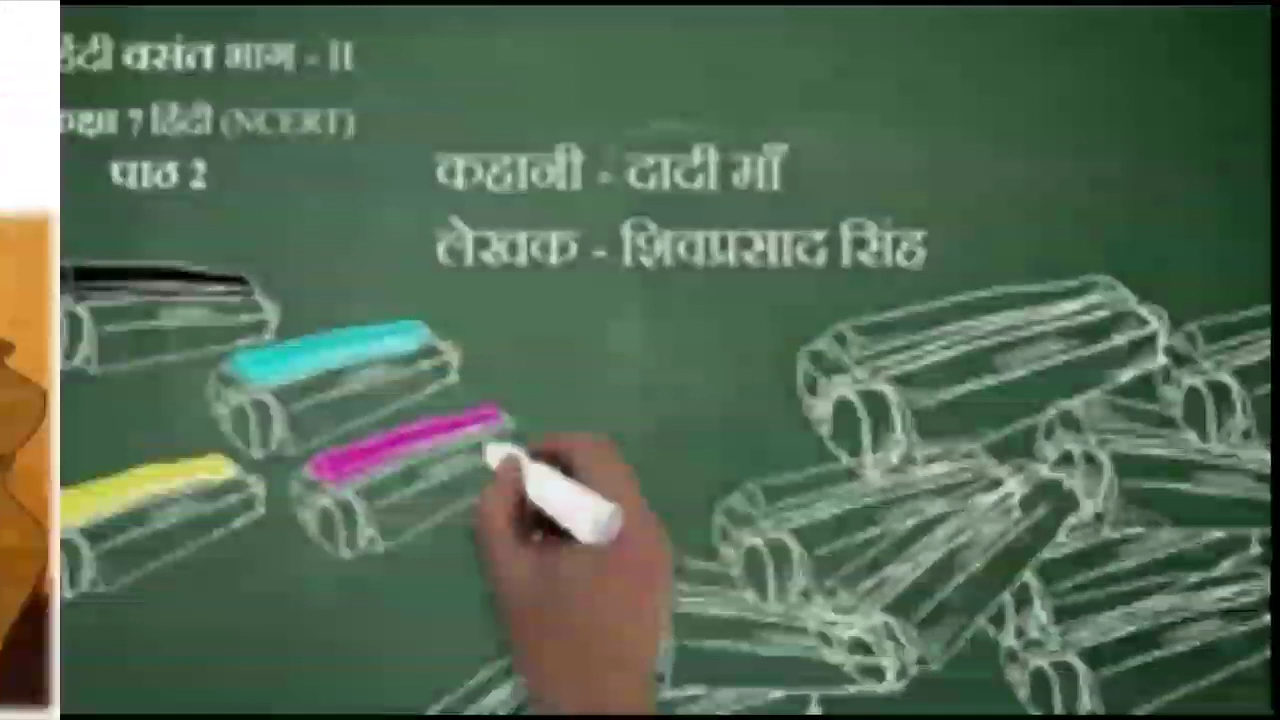 हिंदी वसंत भाग - II
कक्षा 7 हिंदी (NCERT)
पाठ 2
कहानी - दादी माँ
लेखक - शिवप्रसाद सिंह